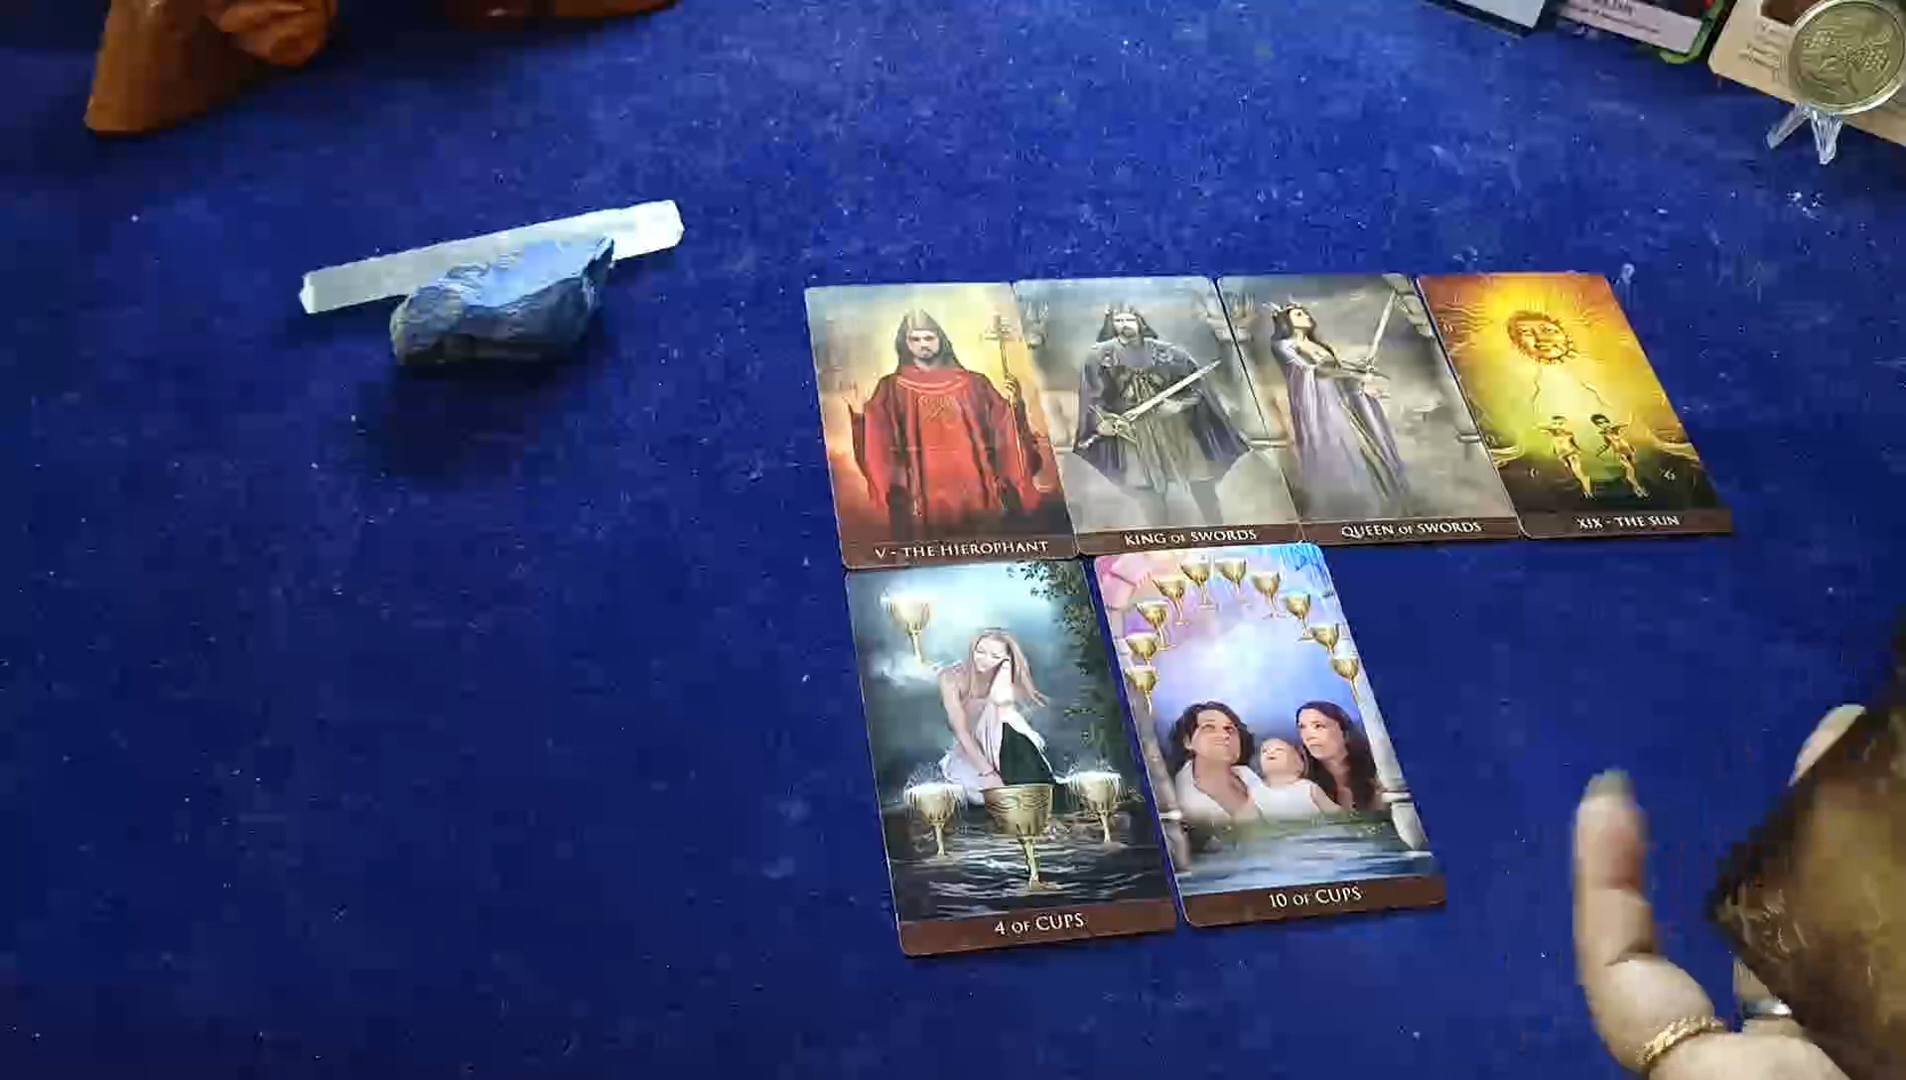 V - THE HIEROPHANT
KING OF SWORDS
QUEEN OF SWORDS
XIX - THE SUN
4 OF CUPS
10 OF CUPS